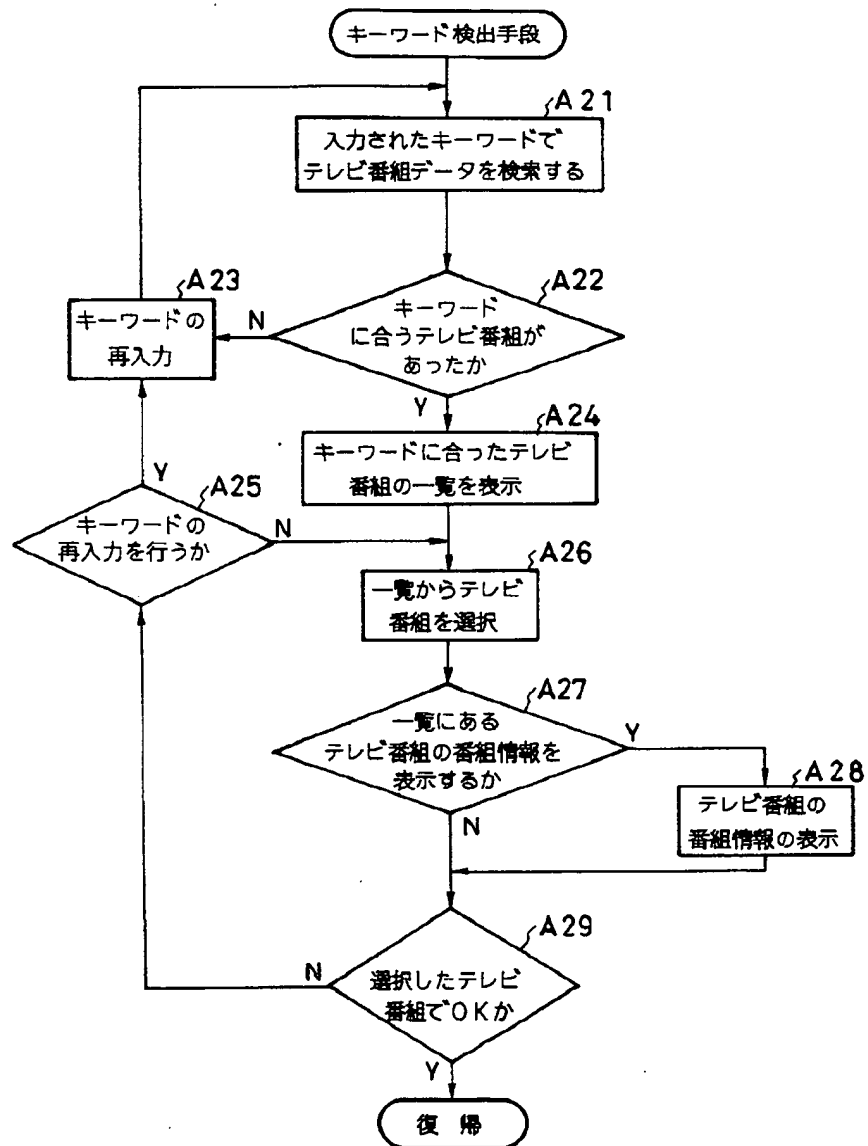 キーワード検出手段
A21
入力されたキーワードで
テレビ番組データを検索する
A22
キーワード
に合うテレビ番組が
あったか
N
Y
A23
キーワードの
再入力
A24
キーワードに合ったテレビ
番組の一覧を表示
Y
A25
キーワードの
再入力を行うか
N
A26
一覧からテレビ
番組を選択
A27
一覧にある
テレビ番組の番組情報を
表示するか
Y
N
A28
テレビ番組の
番組情報の表示
A29
選択したテレビ
番組でOKか
N
Y
復帰